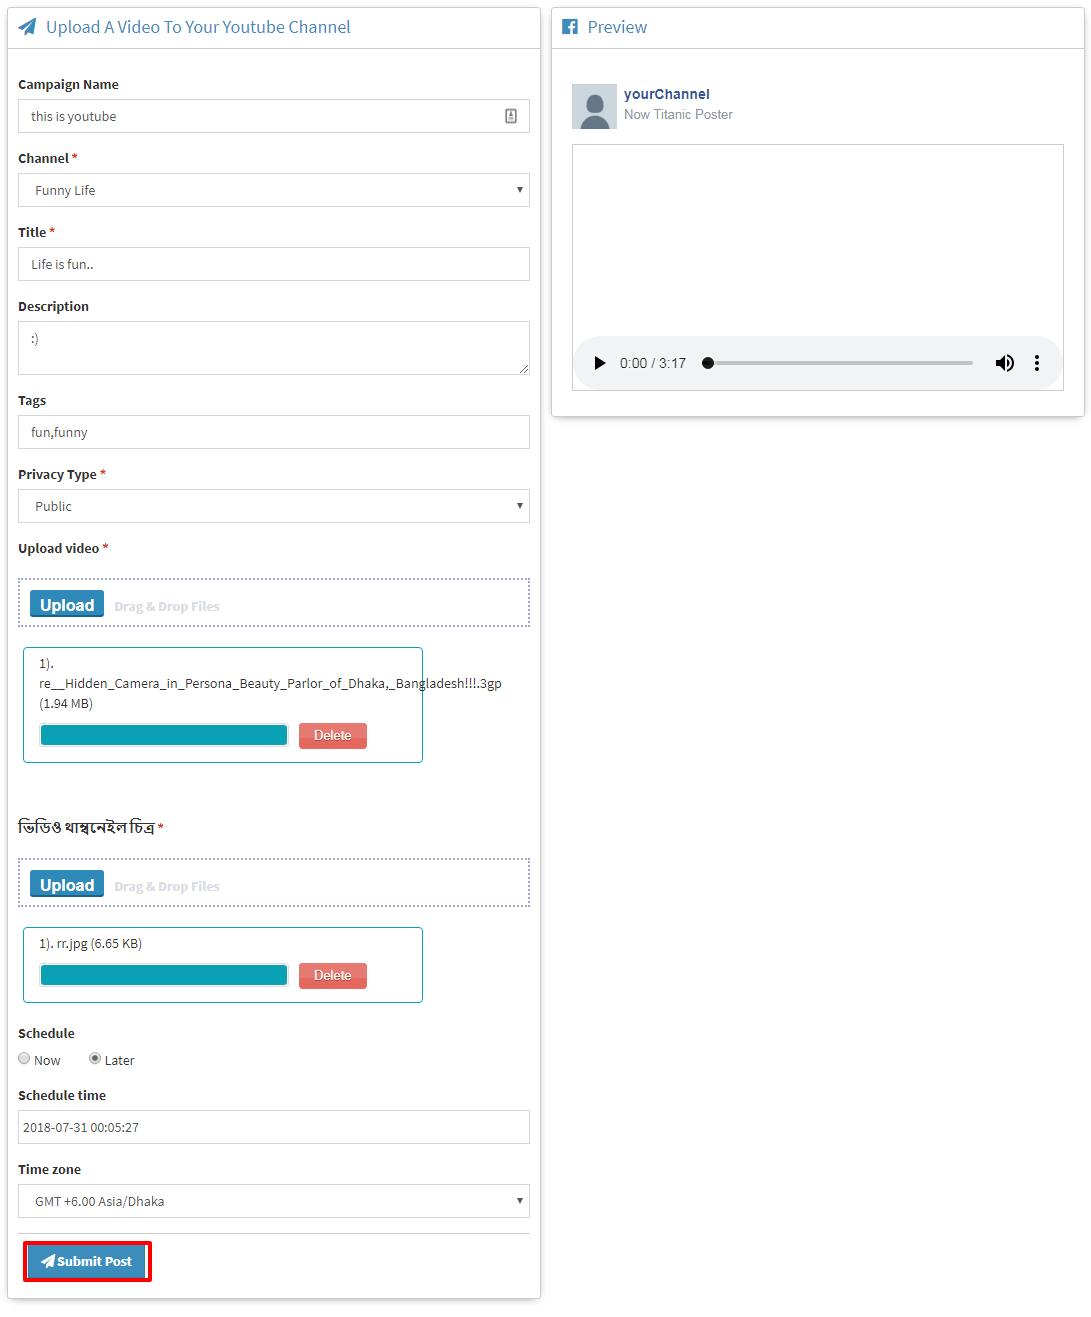 Upload A Video To Your Youtube Channel
Campaign Name
this is youtube
Channel *
Funny Life
Title *
Life is fun..
Description
:)
Tags
fun,funny
Privacy Type *
Public
Upload video *
Upload Drag & Drop Files
1).
re__Hidden_Camera_in_Persona_Beauty_Parlor_of_Dhaka,_Bangladesh!!!.3gp
(1.94 MB)
Delete
ভিডিও থাম্বনেইল চিত্র *
Upload Drag & Drop Files
1). rr.jpg (6.65 KB)
Delete
Schedule
Now Later
Schedule time
2018-07-31 00:05:27
Time zone
GMT +6.00 Asia/Dhaka
Submit Post
Preview
yourChannel
Now Titanic Poster
0:00 / 3:17